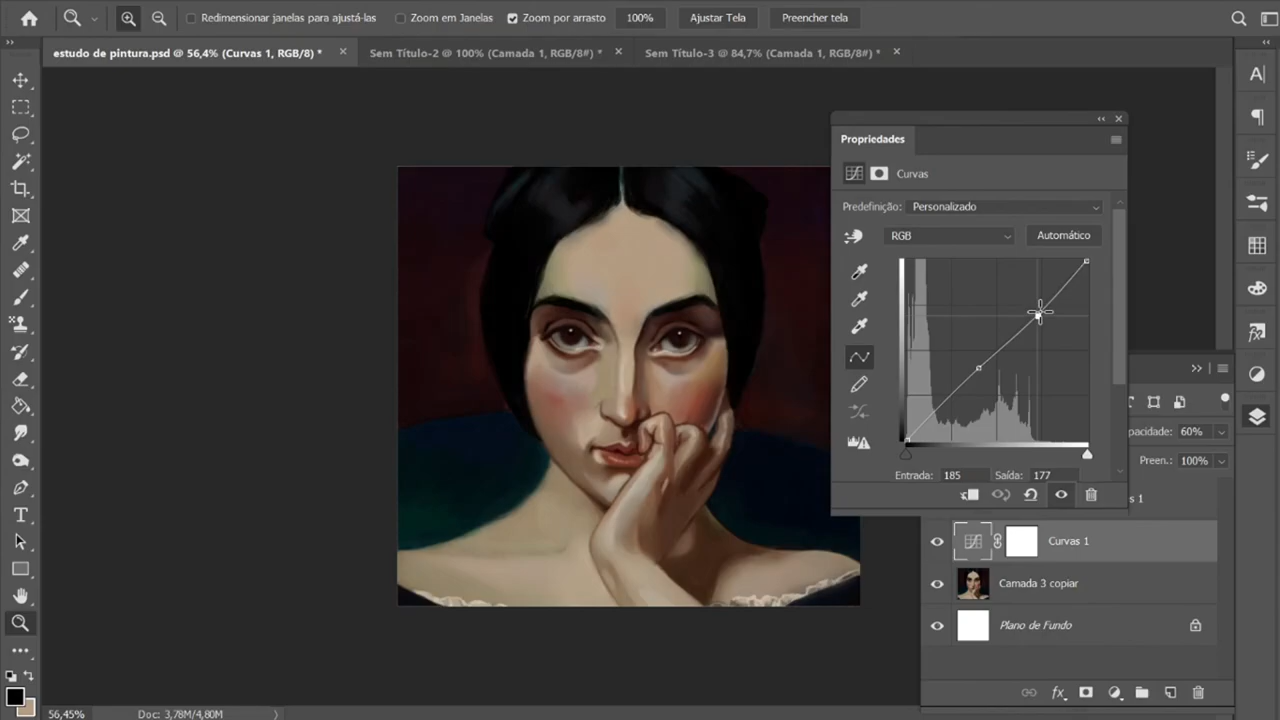 Redimensionar janelas para ajustá-las
Zoom em Janelas
Zoom por arrasto
100%
Ajustar Tela
Preencher tela
estudo de pintura.psd @ 56,4% (Curvas 1, RGB/8) *
Sem Título-2 @ 100% (Camada 1, RGB/8#) *
Sem Título-3 @ 84,7% (Camada 1, RGB/8#) *
Propriedades
Curvas
Predefinição: Personalizado
RGB
Automático
Entrada: 185
Saída: 177
pacidade: 60%
Preen.: 100%
s 1
Curvas 1
Camada 3 copiar
Plano de Fundo
56,45%
Doc: 3,78M/4,80M